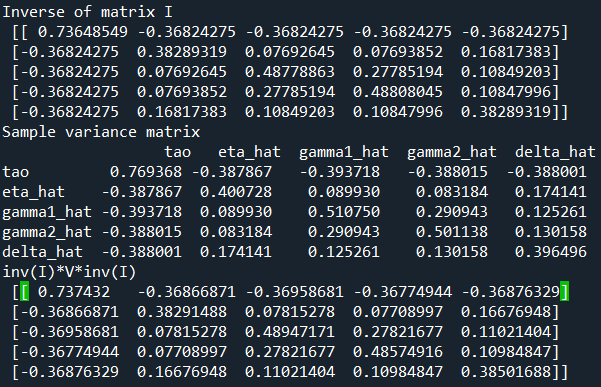 Inverse of matrix I
[[ 0.73648549 -0.36824275 -0.36824275 -0.36824275 -0.36824275]
[-0.36824275 0.38289319 0.07692645 0.07693852 0.16817383]
[-0.36824275 0.07692645 0.48778863 0.27785194 0.10849203]
[-0.36824275 0.07693852 0.27785194 0.48808045 0.10847996]
[-0.36824275 0.16817383 0.10849203 0.10847996 0.38289319]]
Sample variance matrix
tao eta_hat gamma1_hat gamma2_hat delta_hat
tao 0.769368 -0.387867 -0.393718 -0.388015 -0.388001
eta_hat -0.387867 0.400728 0.089930 0.083184 0.174141
gamma1_hat -0.393718 0.089930 0.510750 0.290943 0.125261
gamma2_hat -0.388015 0.083184 0.290943 0.501138 0.130158
delta_hat -0.388001 0.174141 0.125261 0.130158 0.396496
inv(I)*V*inv(I)
[[ 0.737432 -0.36866871 -0.36958681 -0.36774944 -0.36876329]
[-0.36866871 0.38291488 0.07815278 0.07708997 0.16676948]
[-0.36958681 0.07815278 0.48947171 0.27821677 0.11021404]
[-0.36774944 0.07708997 0.27821677 0.48574916 0.10984847]
[-0.36876329 0.16676948 0.11021404 0.10984847 0.38501688]]